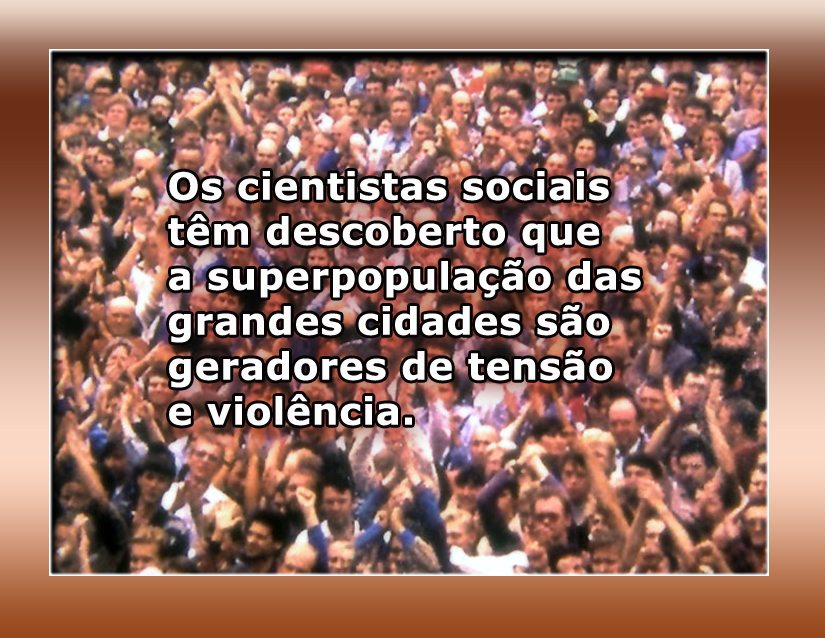 Os cientistas sociais
têm descoberto que
a superpopulação das
grandes cidades são
geradores de tensão
e violência.